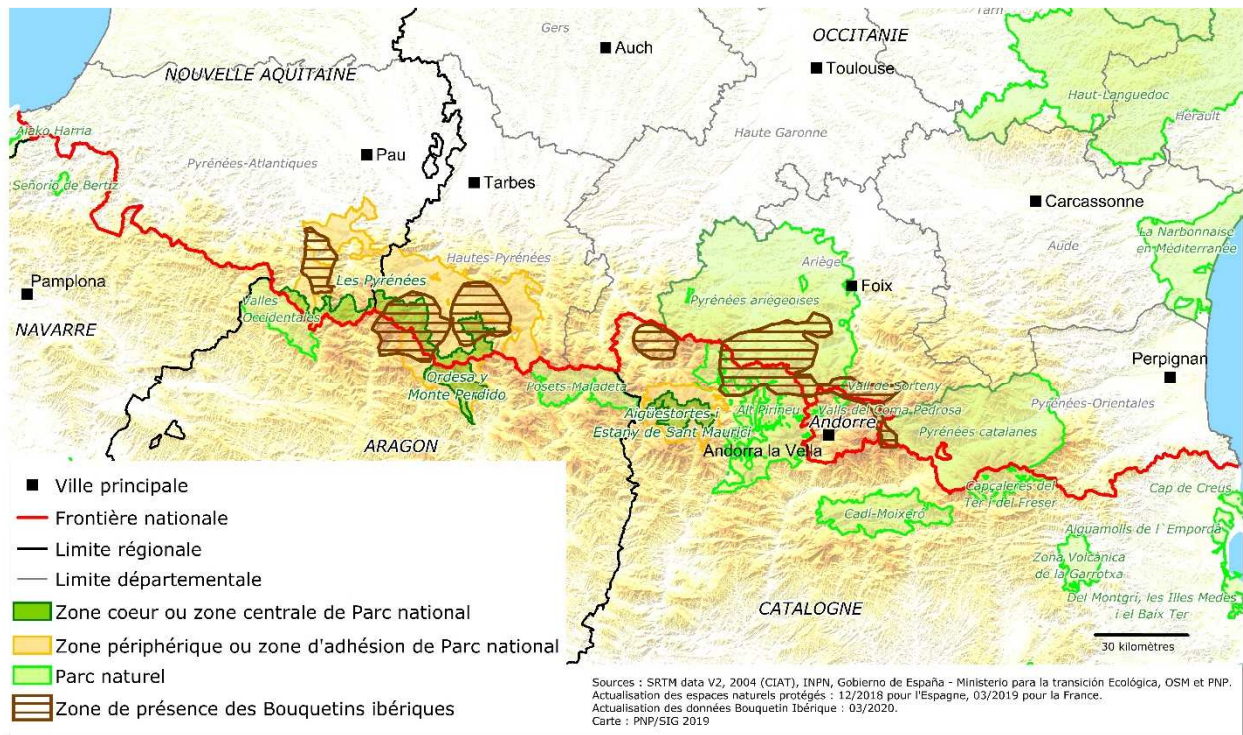 Gers
Auch
OCCITANIE
Tarn
NOUVELLE AQUITAINE
Toulouse
Haut-Languedoc
Hérault
Aiako Harria
Haute Garonne
Pyrénées-Atlantiques
Pau
Señorio de Bertiz
Tarbes
Carcassonne
La Narbonnaise
en Méditerranée
Aude
Hautes-Pyrénées
Ariège
Pamplona
Les Pyrénées
Foix
Pyrénées ariégeoises
Valles
Occidentales
NAVARRE
Perpignan
Ordesa y
Monte Perdido
Posets-Maladeta
Vall de Sorteny
Pyrénées-Orientales
Aigüestortes i
Estany de Sant Maurici
Alt Pirineu
Valls del Coma Pedrosa
Andorre
Pyrénées catalanes
ARAGON
Andorra la Vella
Capçaleres del
Ter i del Freser
Cap de Creus
Cadí-Moixeró
Aiguamolls de l'Empordà
Zona Volcànica
de la Garrotxa
Del Montgrí, les Illes Medes
i el Baix Ter
CATALOGNE
30 kilomètres
Ville principale
Frontière nationale
Limite régionale
Limite départementale
Zone coeur ou zone centrale de Parc national
Zone périphérique ou zone d'adhésion de Parc national
Parc naturel
Zone de présence des Bouquetins ibériques
Sources : SRTM data V2, 2004 (CIAT), INPN, Gobierno de España - Ministerio para la transición Ecológica, OSM et PNP.
Actualisation des espaces naturels protégés : 12/2018 pour l'Espagne, 03/2019 pour la France.
Actualisation des données Bouquetin Ibérique : 03/2020.
Carte : PNP/SIG 2019